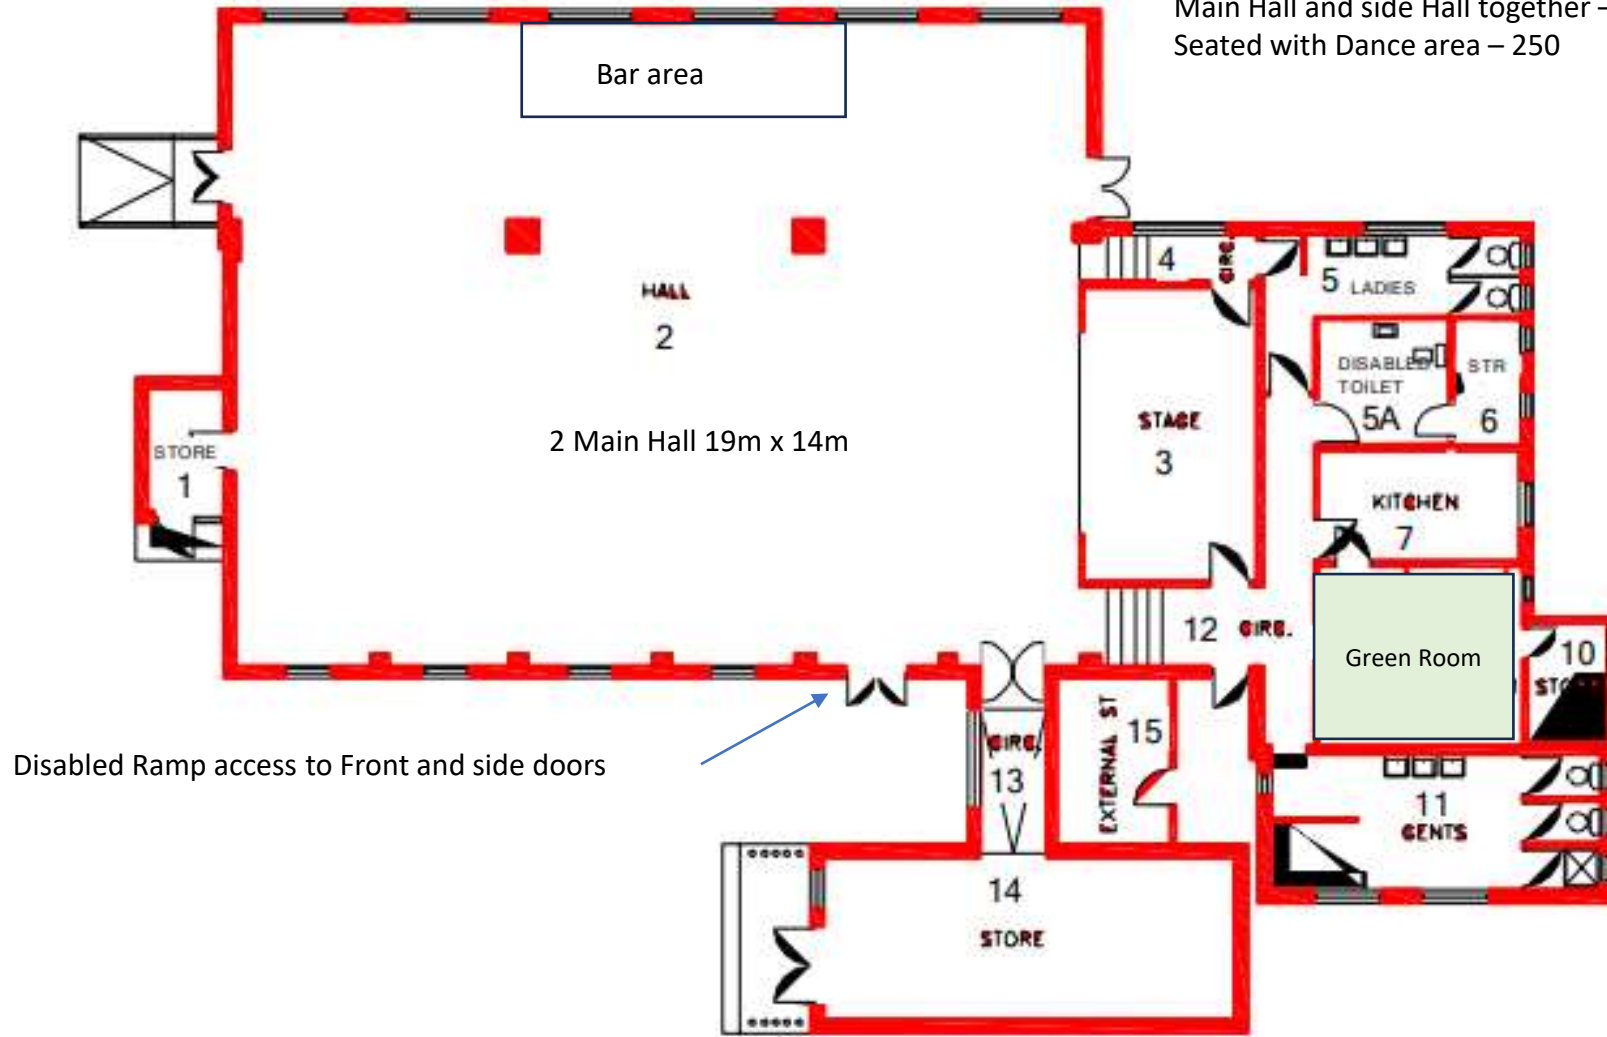 Main Hall and side Hall together –
Seated with Dance area – 250
Bar area
4
CIRC.
5 LADIES
HALL
2
DISABLED
TOILET
5A
STR
6
STAGE
3
2 Main Hall 19m x 14m
STORE
1
KITCHEN
7
12 CIRC.
Green Room
10
Disabled Ramp access to Front and side doors
CIRC.
13
EXTERNAL ST
15
11
GENTS
14
STORE